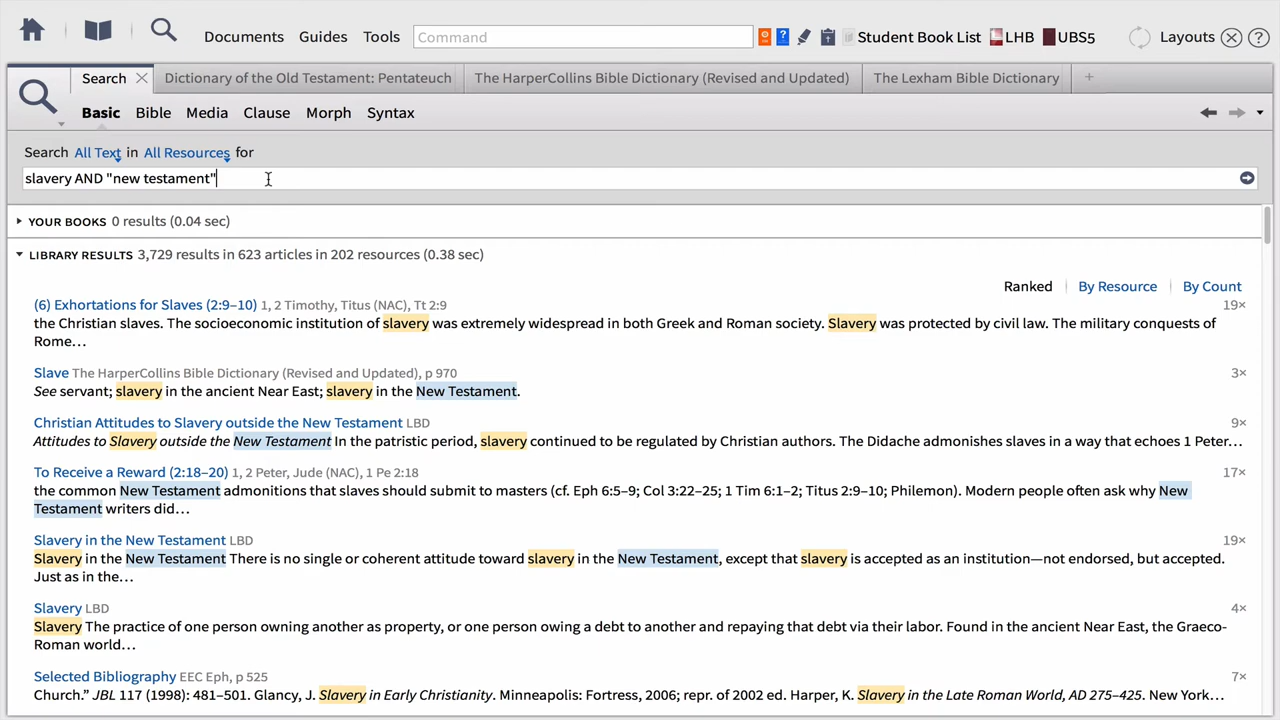 Documents Guides Tools Command Student Book List LHB UBS5 Layouts
Search Dictionary of the Old Testament: Pentateuch The HarperCollins Bible Dictionary (Revised and Updated) The Lexham Bible Dictionary
Basic Bible Media Clause Morph Syntax
Search All Text in All Resources for
slavery AND "new testament"
YOUR BOOKS 0 results (0.04 sec)
LIBRARY RESULTS 3,729 results in 623 articles in 202 resources (0.38 sec)
Ranked By Resource By Count
(6) Exhortations for Slaves (2:9–10) 1, 2 Timothy, Titus (NAC), Tt 2:9 19×
the Christian slaves. The socioeconomic institution of slavery was extremely widespread in both Greek and Roman society. Slavery was protected by civil law. The military conquests of
Rome…
Slave The HarperCollins Bible Dictionary (Revised and Updated), p 970 3×
See servant; slavery in the ancient Near East; slavery in the New Testament.
Christian Attitudes to Slavery outside the New Testament LBD 9×
Attitudes to Slavery outside the New Testament In the patristic period, slavery continued to be regulated by Christian authors. The Didache admonishes slaves in a way that echoes 1 Peter…
To Receive a Reward (2:18–20) 1, 2 Peter, Jude (NAC), 1 Pe 2:18 17×
the common New Testament admonitions that slaves should submit to masters (cf. Eph 6:5–9; Col 3:22–25; 1 Tim 6:1–2; Titus 2:9–10; Philemon). Modern people often ask why New
Testament writers did…
Slavery in the New Testament LBD 19×
Slavery in the New Testament There is no single or coherent attitude toward slavery in the New Testament, except that slavery is accepted as an institution—not endorsed, but accepted.
Just as in the…
Slavery LBD 4×
Slavery The practice of one person owning another as property, or one person owing a debt to another and repaying that debt via their labor. Found in the ancient Near East, the Graeco-
Roman world…
Selected Bibliography EEC Eph, p 525 7×
Church.” JBL 117 (1998): 481–501. Glancy, J. Slavery in Early Christianity. Minneapolis: Fortress, 2006; repr. of 2002 ed. Harper, K. Slavery in the Late Roman World, AD 275–425. New York…